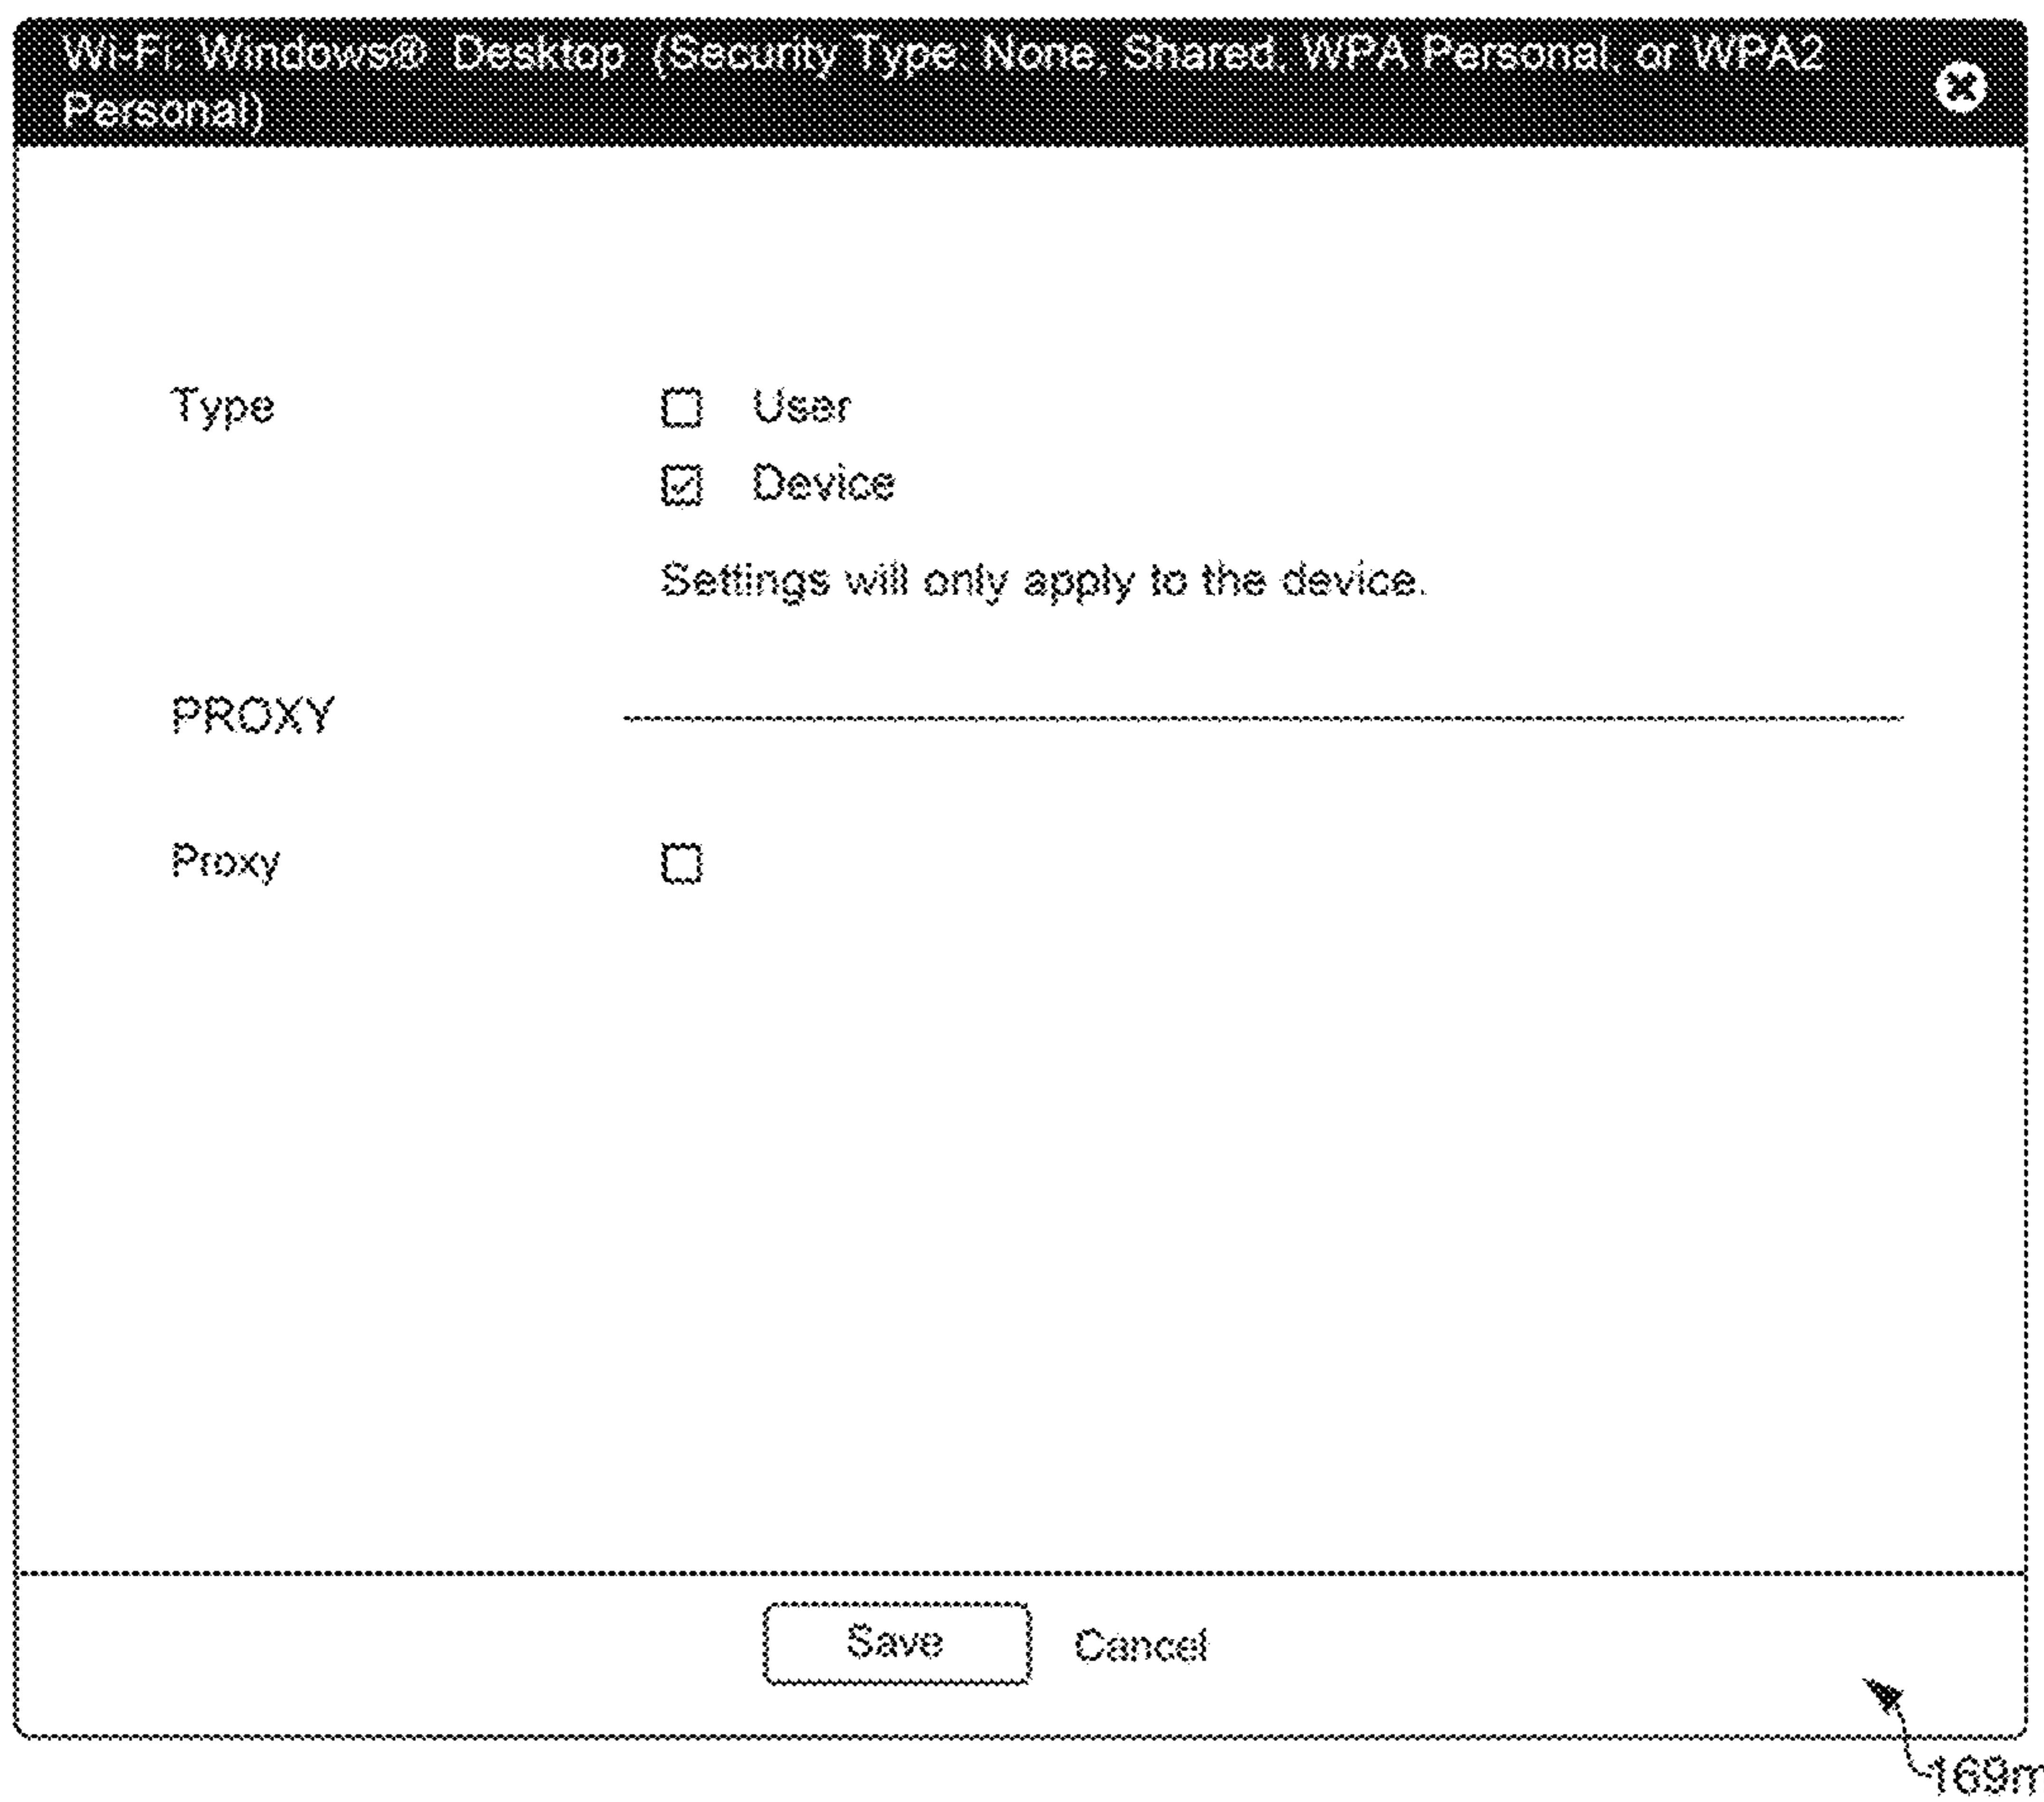 Wi-Fi: Windows® Desktop (Security Type: None, Shared, WPA Personal, or WPA2
Personal)
Type
User
Device
Settings will only apply to the device.
PROXY
Proxy
Save Cancel
169m